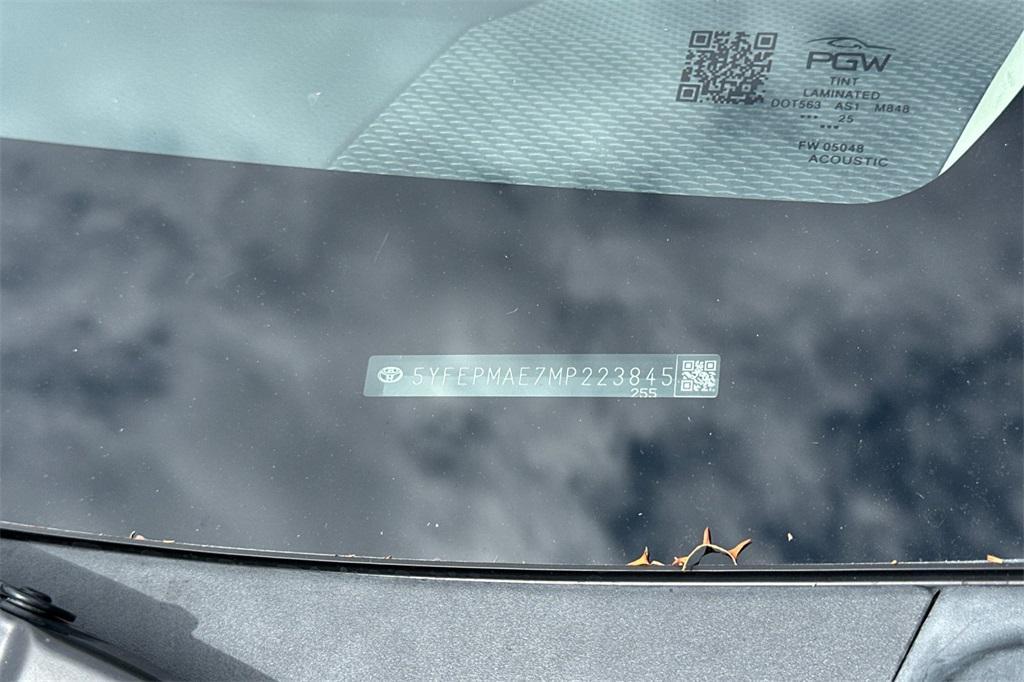 PGW
TINT
LAMINATED
DOT563 AS1 M848
••• 25
•••
FW 05048
ACOUSTIC
5YFEPMAE7MP223845
255